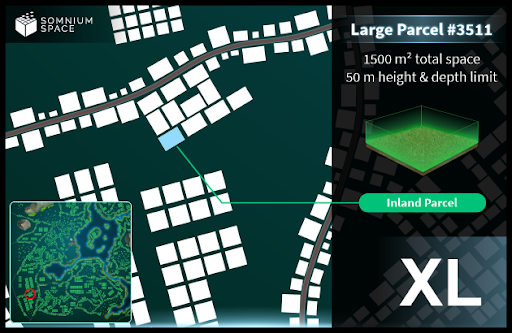 SOMNIUM
SPACE
Large Parcel #3511
1500 m² total space
50 m height & depth limit
Inland Parcel
XL